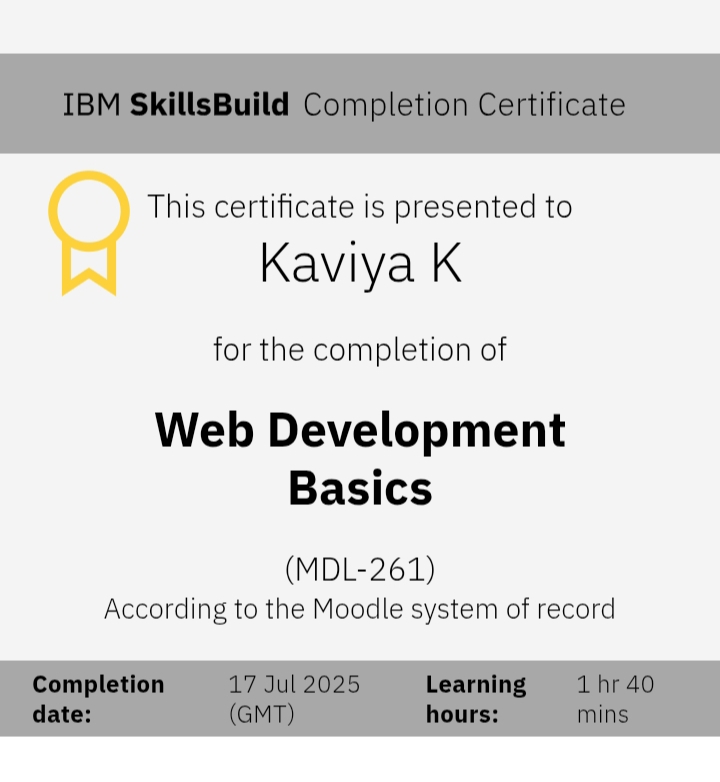 IBM SkillsBuild Completion Certificate
This certificate is presented to
Kaviya K
for the completion of
Web Development
Basics
(MDL-261)
According to the Moodle system of record
Completion date:
17 Jul 2025 (GMT)
Learning hours:
1 hr 40 mins